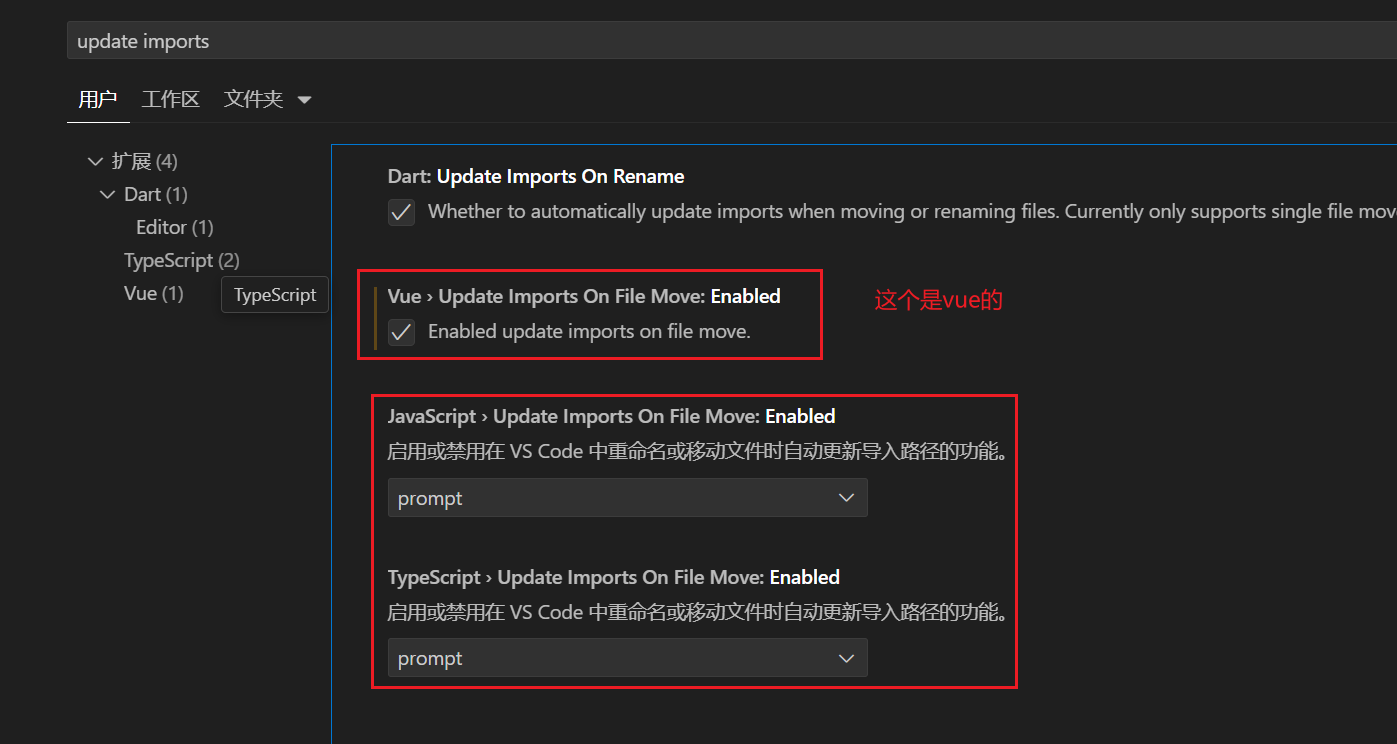 update imports
用户 工作区 文件夹
扩展 (4)
Dart (1)
Editor (1)
TypeScript (2)
Vue (1)
TypeScript
Dart: Update Imports On Rename
Whether to automatically update imports when moving or renaming files. Currently only supports single file mov
Vue › Update Imports On File Move: Enabled
Enabled update imports on file move.
这个是vue的
JavaScript › Update Imports On File Move: Enabled
启用或禁用在 VS Code 中重命名或移动文件时自动更新导入路径的功能。
prompt
TypeScript › Update Imports On File Move: Enabled
启用或禁用在 VS Code 中重命名或移动文件时自动更新导入路径的功能。
prompt